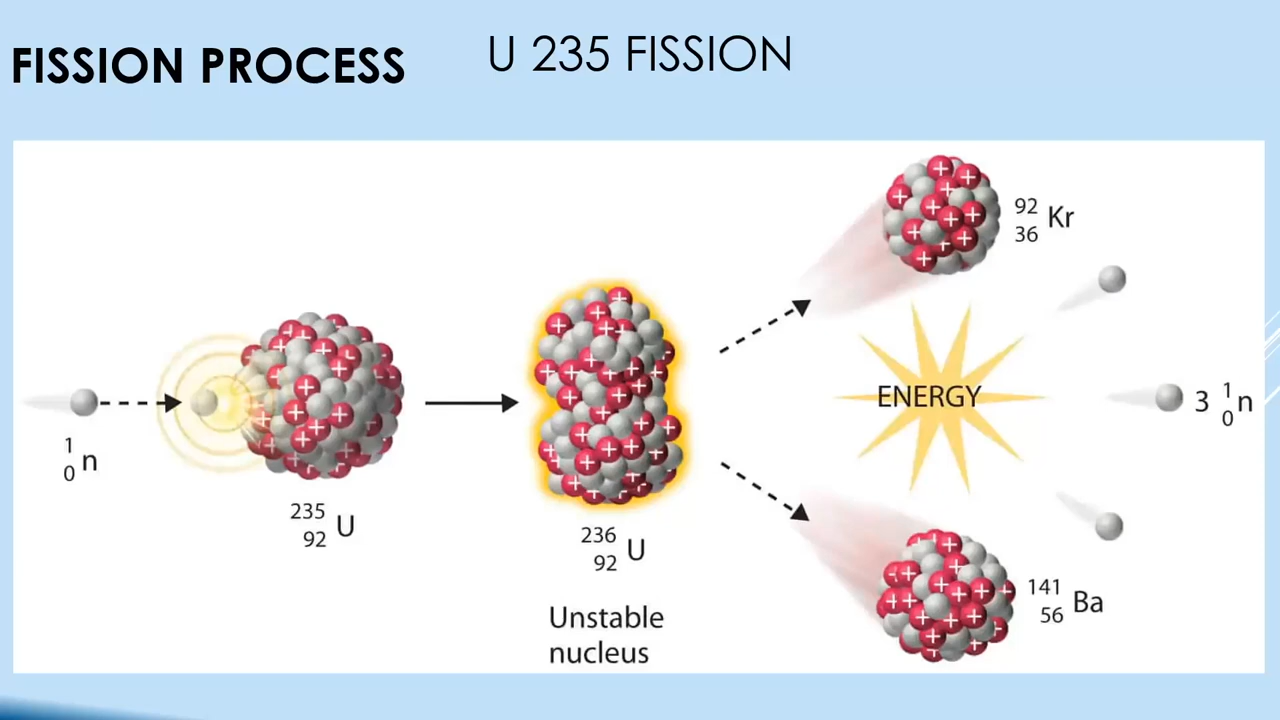 FISSION PROCESS
U 235 FISSION
1
0 n
235
92 U
236
92 U
Unstable
nucleus
92
36 Kr
ENERGY
3 1
0 n
141
56 Ba